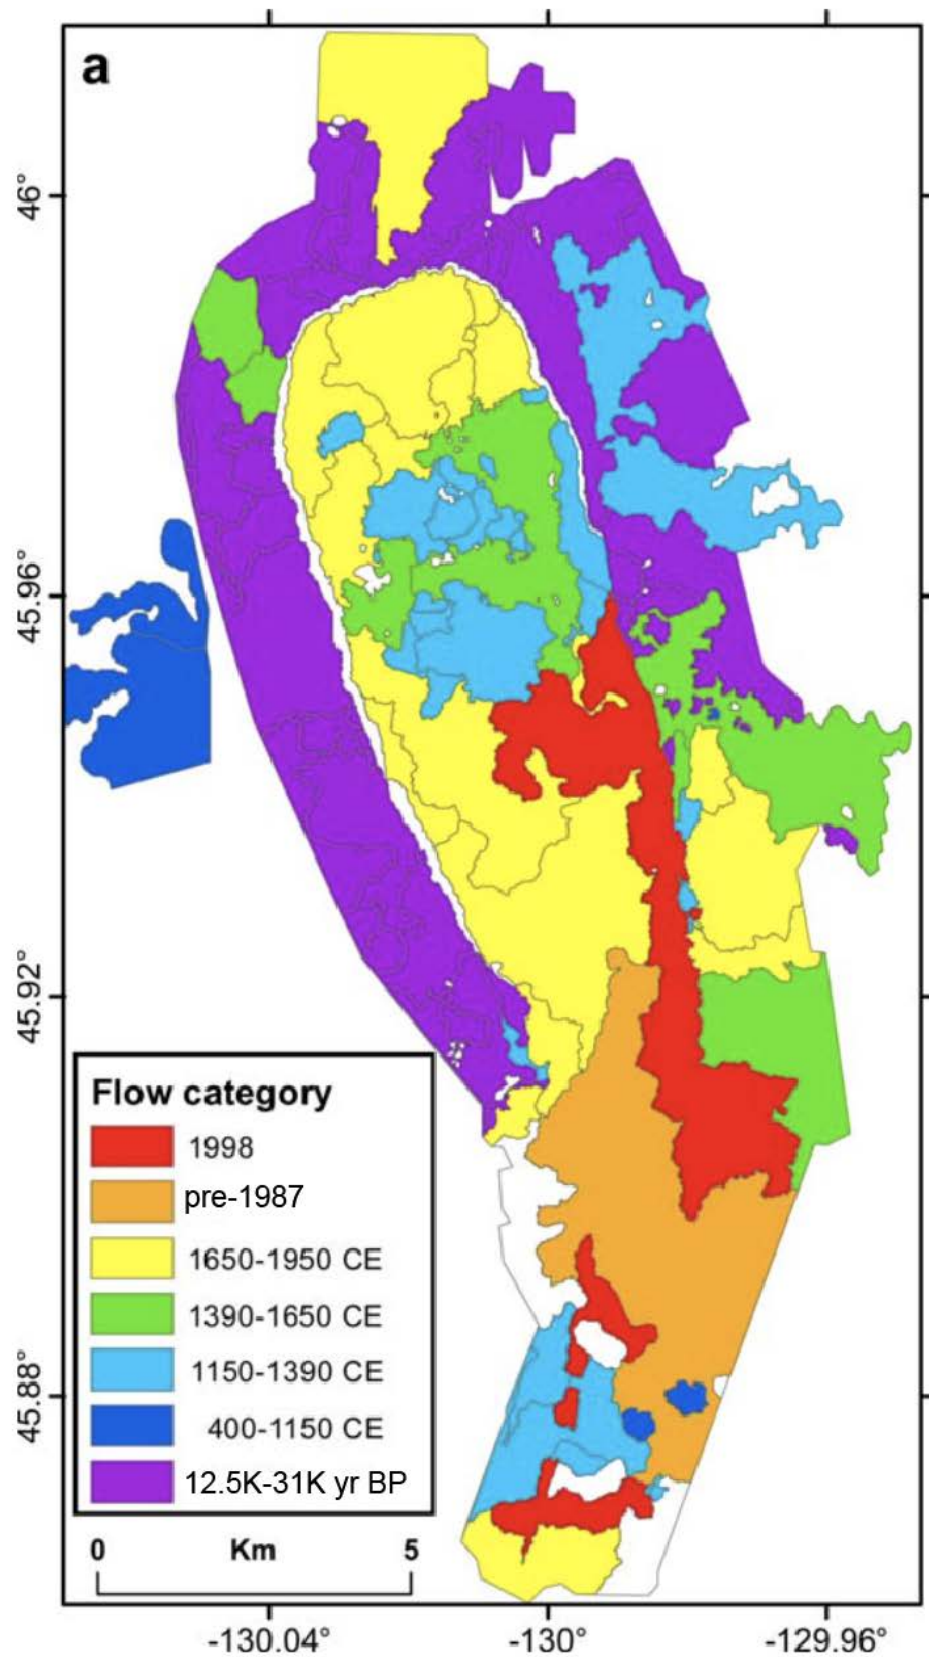 a
46°
45.96°
45.92°
45.88°
Flow category
1998
pre-1987
1650-1950 CE
1390-1650 CE
1150-1390 CE
400-1150 CE
12.5K-31K yr BP
0 Km 5
-130.04° -130° -129.96°